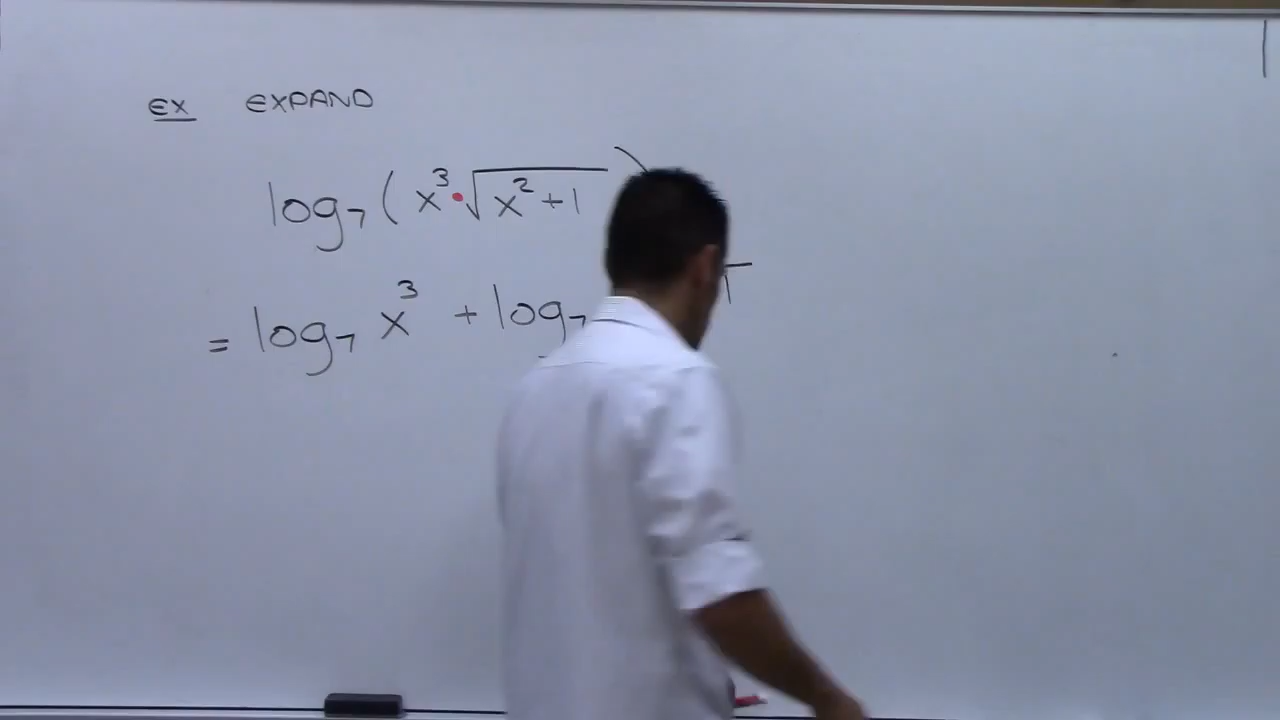 ex EXPAND
log₇ ( x³ • √x² + 1 )
= log₇ x³ + log₇